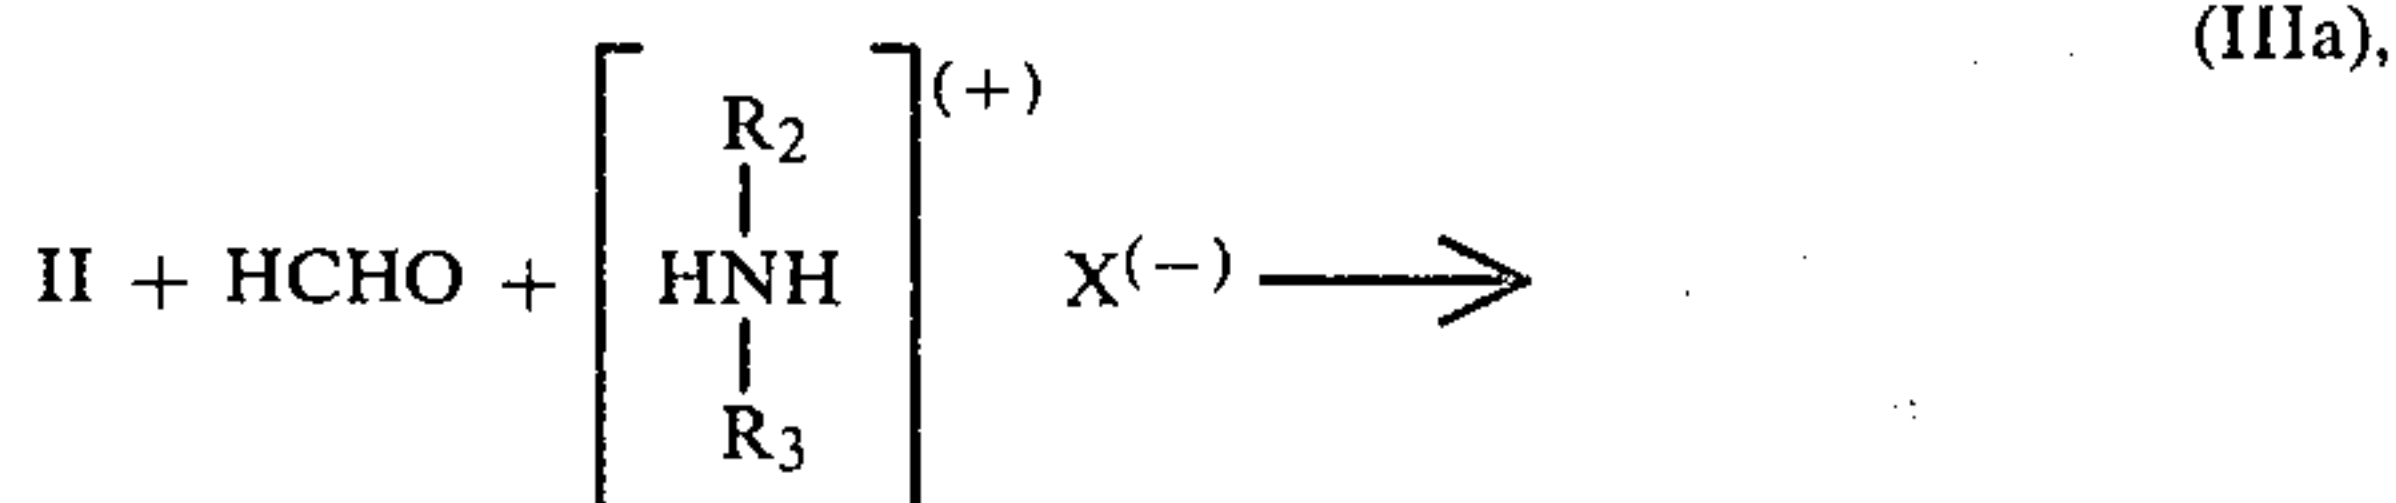 (IIIa),
(+)
R2
II + HCHO + HNH X(−)
R3